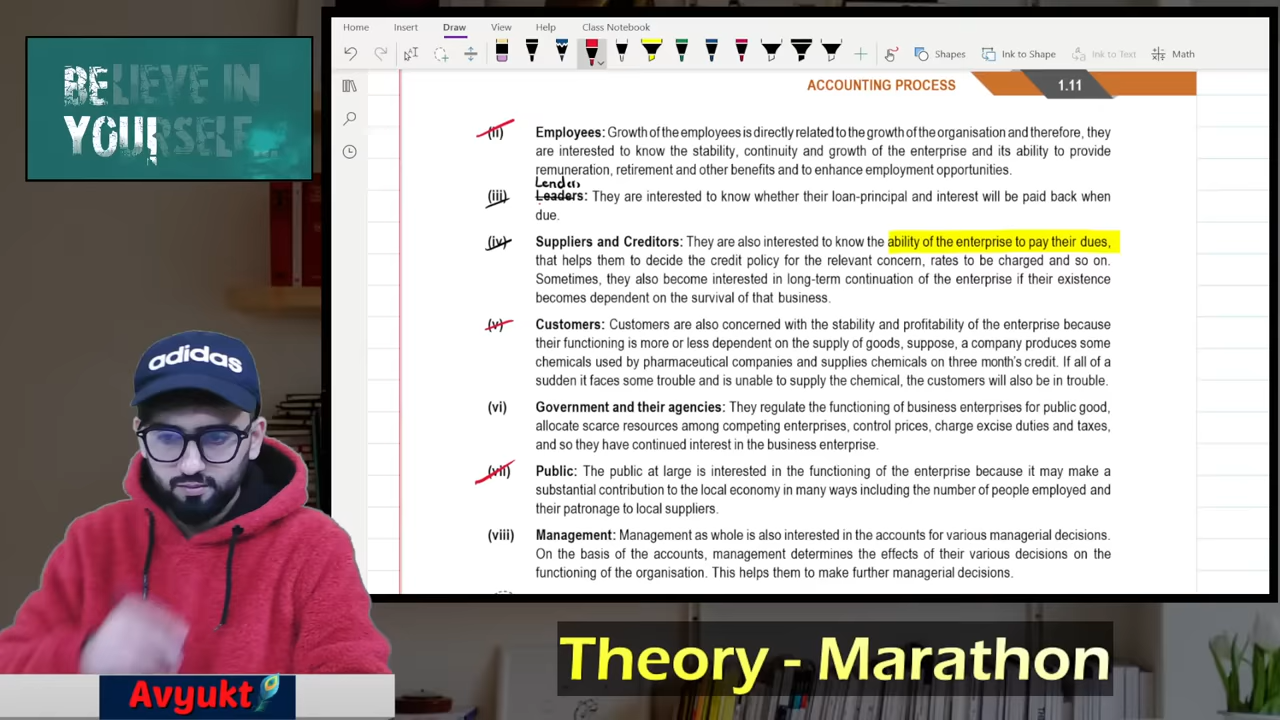 BELIEVE IN
YOURSELF...
Home Insert Draw View Help Class Notebook
Shapes Ink to Shape Ink to Text Math
ACCOUNTING PROCESS 1.11
(ii) Employees: Growth of the employees is directly related to the growth of the organisation and therefore, they
are interested to know the stability, continuity and growth of the enterprise and its ability to provide
remuneration, retirement and other benefits and to enhance employment opportunities.
Lenders
(iii) Leaders: They are interested to know whether their loan-principal and interest will be paid back when
due.
(iv) Suppliers and Creditors: They are also interested to know the ability of the enterprise to pay their dues,
that helps them to decide the credit policy for the relevant concern, rates to be charged and so on.
Sometimes, they also become interested in long-term continuation of the enterprise if their existence
becomes dependent on the survival of that business.
(v) Customers: Customers are also concerned with the stability and profitability of the enterprise because
their functioning is more or less dependent on the supply of goods, suppose, a company produces some
chemicals used by pharmaceutical companies and supplies chemicals on three month's credit. If all of a
sudden it faces some trouble and is unable to supply the chemical, the customers will also be in trouble.
(vi) Government and their agencies: They regulate the functioning of business enterprises for public good,
allocate scarce resources among competing enterprises, control prices, charge excise duties and taxes,
and so they have continued interest in the business enterprise.
(vii) Public: The public at large is interested in the functioning of the enterprise because it may make a
substantial contribution to the local economy in many ways including the number of people employed and
their patronage to local suppliers.
(viii) Management: Management as whole is also interested in the accounts for various managerial decisions.
On the basis of the accounts, management determines the effects of their various decisions on the
functioning of the organisation. This helps them to make further managerial decisions.
adidas
Theory - Marathon
Avyukt